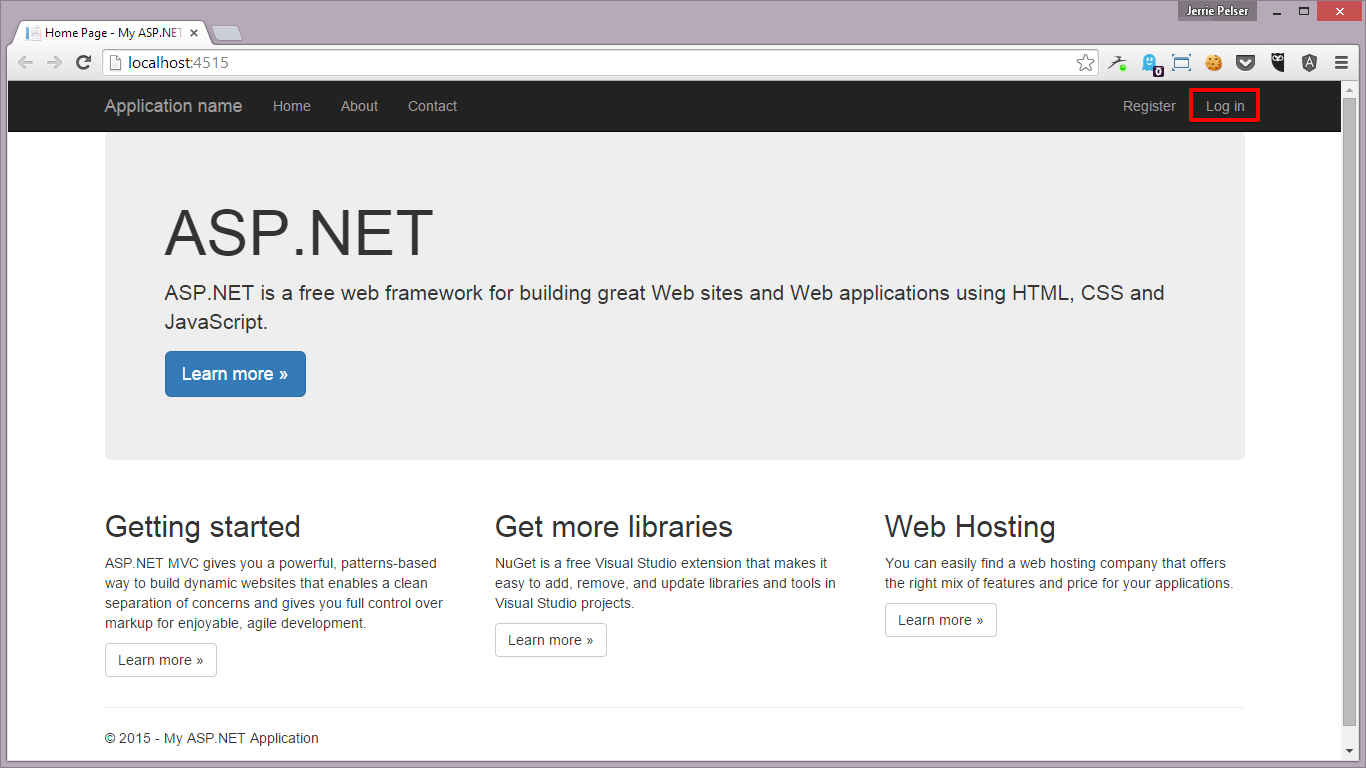 Jerrie Pelser
Home Page - My ASP.NET
localhost:4515
0
Application name Home About Contact Register Log in
ASP.NET
ASP.NET is a free web framework for building great Web sites and Web applications using HTML, CSS and
JavaScript.
Learn more »
Getting started
ASP.NET MVC gives you a powerful, patterns-based
way to build dynamic websites that enables a clean
separation of concerns and gives you full control over
markup for enjoyable, agile development.
Learn more »
Get more libraries
NuGet is a free Visual Studio extension that makes it
easy to add, remove, and update libraries and tools in
Visual Studio projects.
Learn more »
Web Hosting
You can easily find a web hosting company that offers
the right mix of features and price for your applications.
Learn more »
© 2015 - My ASP.NET Application